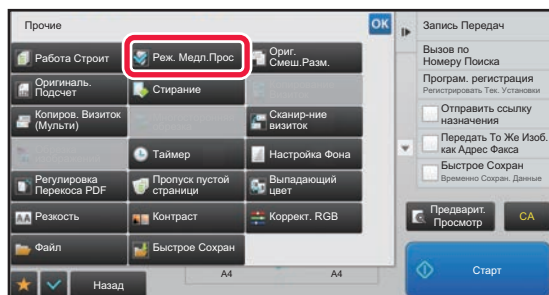 Прочие
OK
Работа Строит
Реж. Медл.Прос
Ориг.
Смеш.Разм.
Оригиналь.
Подсчет
Стирание
Копиров. Визиток
(Мульти)
Сканир-ние
визиток
Таймер
Настройка Фона
Регулировка
Перекоса PDF
Пропуск пустой
страници
Выпадающий
цвет
Резкость
Контраст
Коррект. RGB
Файл
Быстрое Сохран
Назад
A4
A4
Запись Передач
Вызов по
Номеру Поиска
Програм. регистрация
Регистрировать Тек. Установки
Отправить ссылку
назначения
Передать То Же Изоб.
как Адрес Факса
Быстрое Сохран
Временно Сохран. Данные
Предварит.
Просмотр
CA
Старт